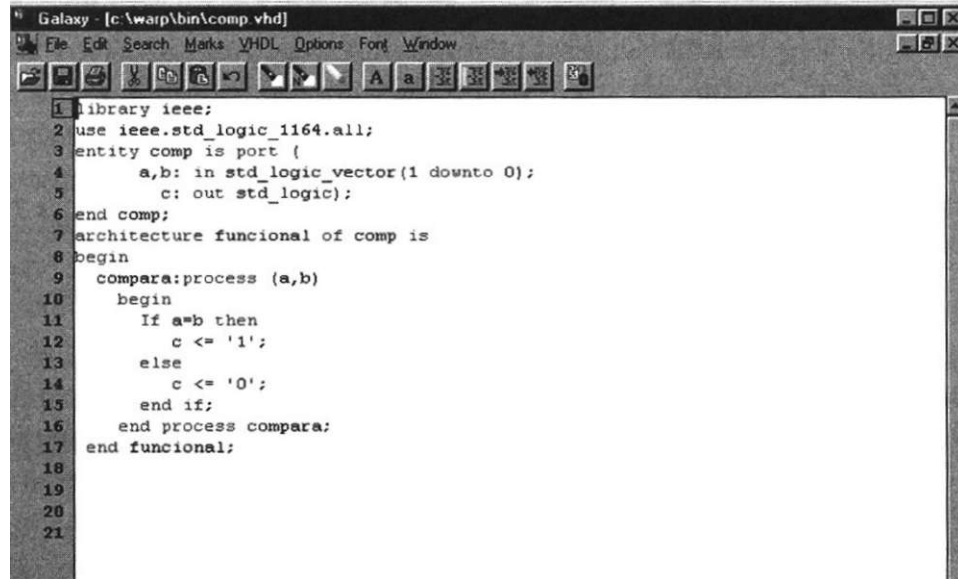 Galaxy - [c:\warp\bin\comp.vhd]
File Edit Search Marks VHDL Options Font Window
A a
1 library ieee;
2 use ieee.std_logic_1164.all;
3 entity comp is port (
4 a,b: in std_logic_vector(1 downto 0);
5 c: out std_logic);
6 end comp;
7 architecture funcional of comp is
8 begin
9 compara:process (a,b)
10 begin
11 If a=b then
12 c <= '1';
13 else
14 c <= '0';
15 end if;
16 end process compara;
17 end funcional;
18
19
20
21